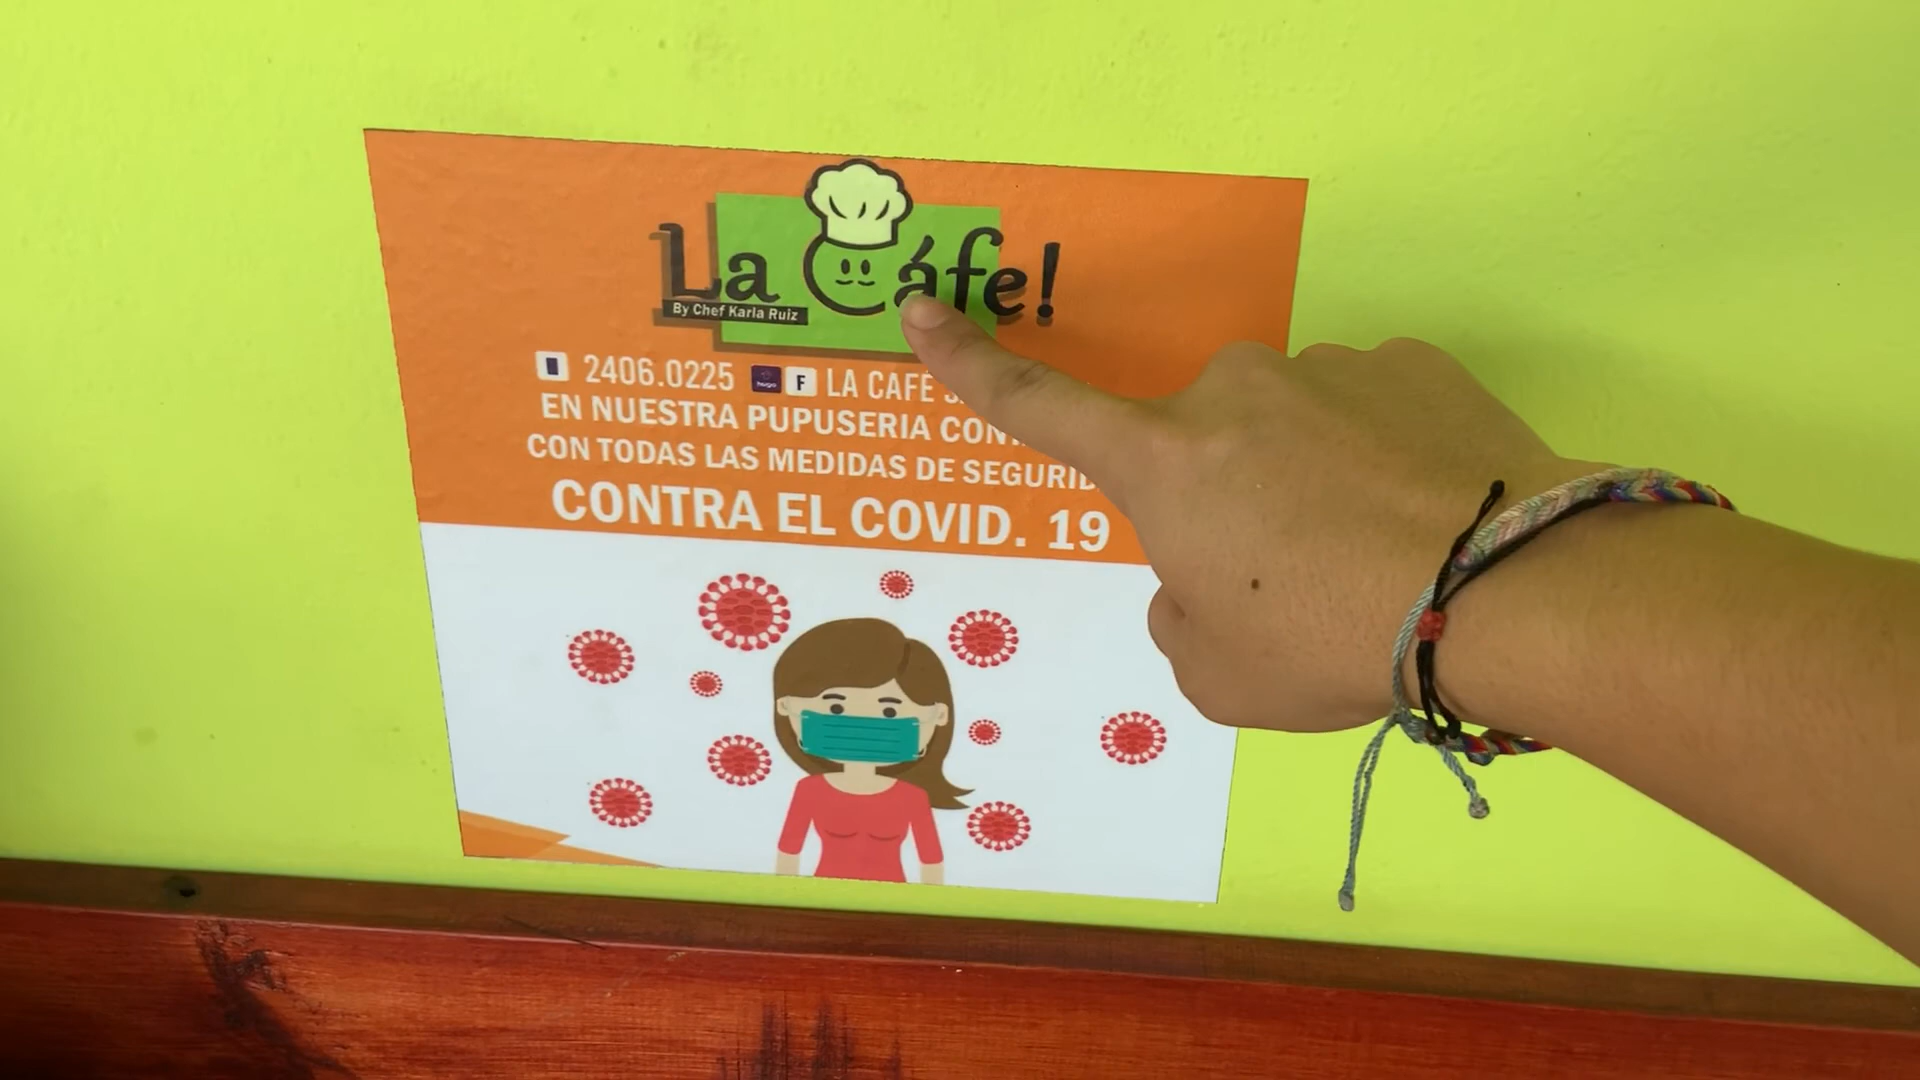 La Cáfe!
By Chef Karla Ruiz
2406.0225 hugo F LA CAFÉ
EN NUESTRA PUPUSERIA
CON TODAS LAS MEDIDAS DE
CONTRA EL COVID. 19